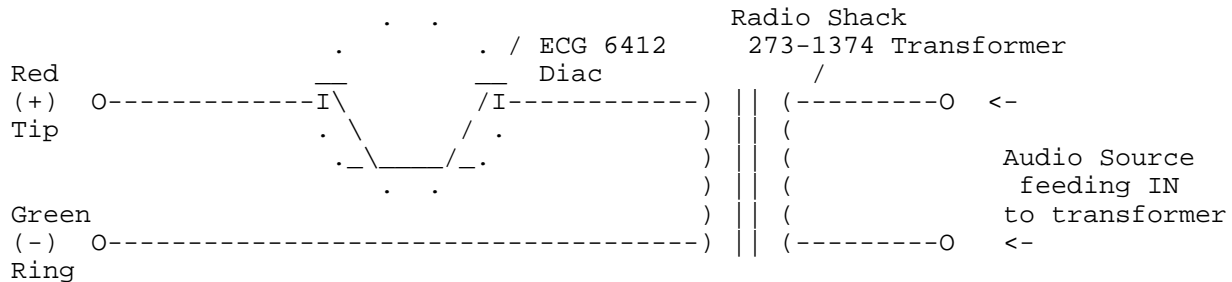 Radio Shack
ECG 6412 273-1374 Transformer
Red Diac
(+) O O <-
Tip
Audio Source
feeding IN
Green to transformer
(-) O O <-
Ring